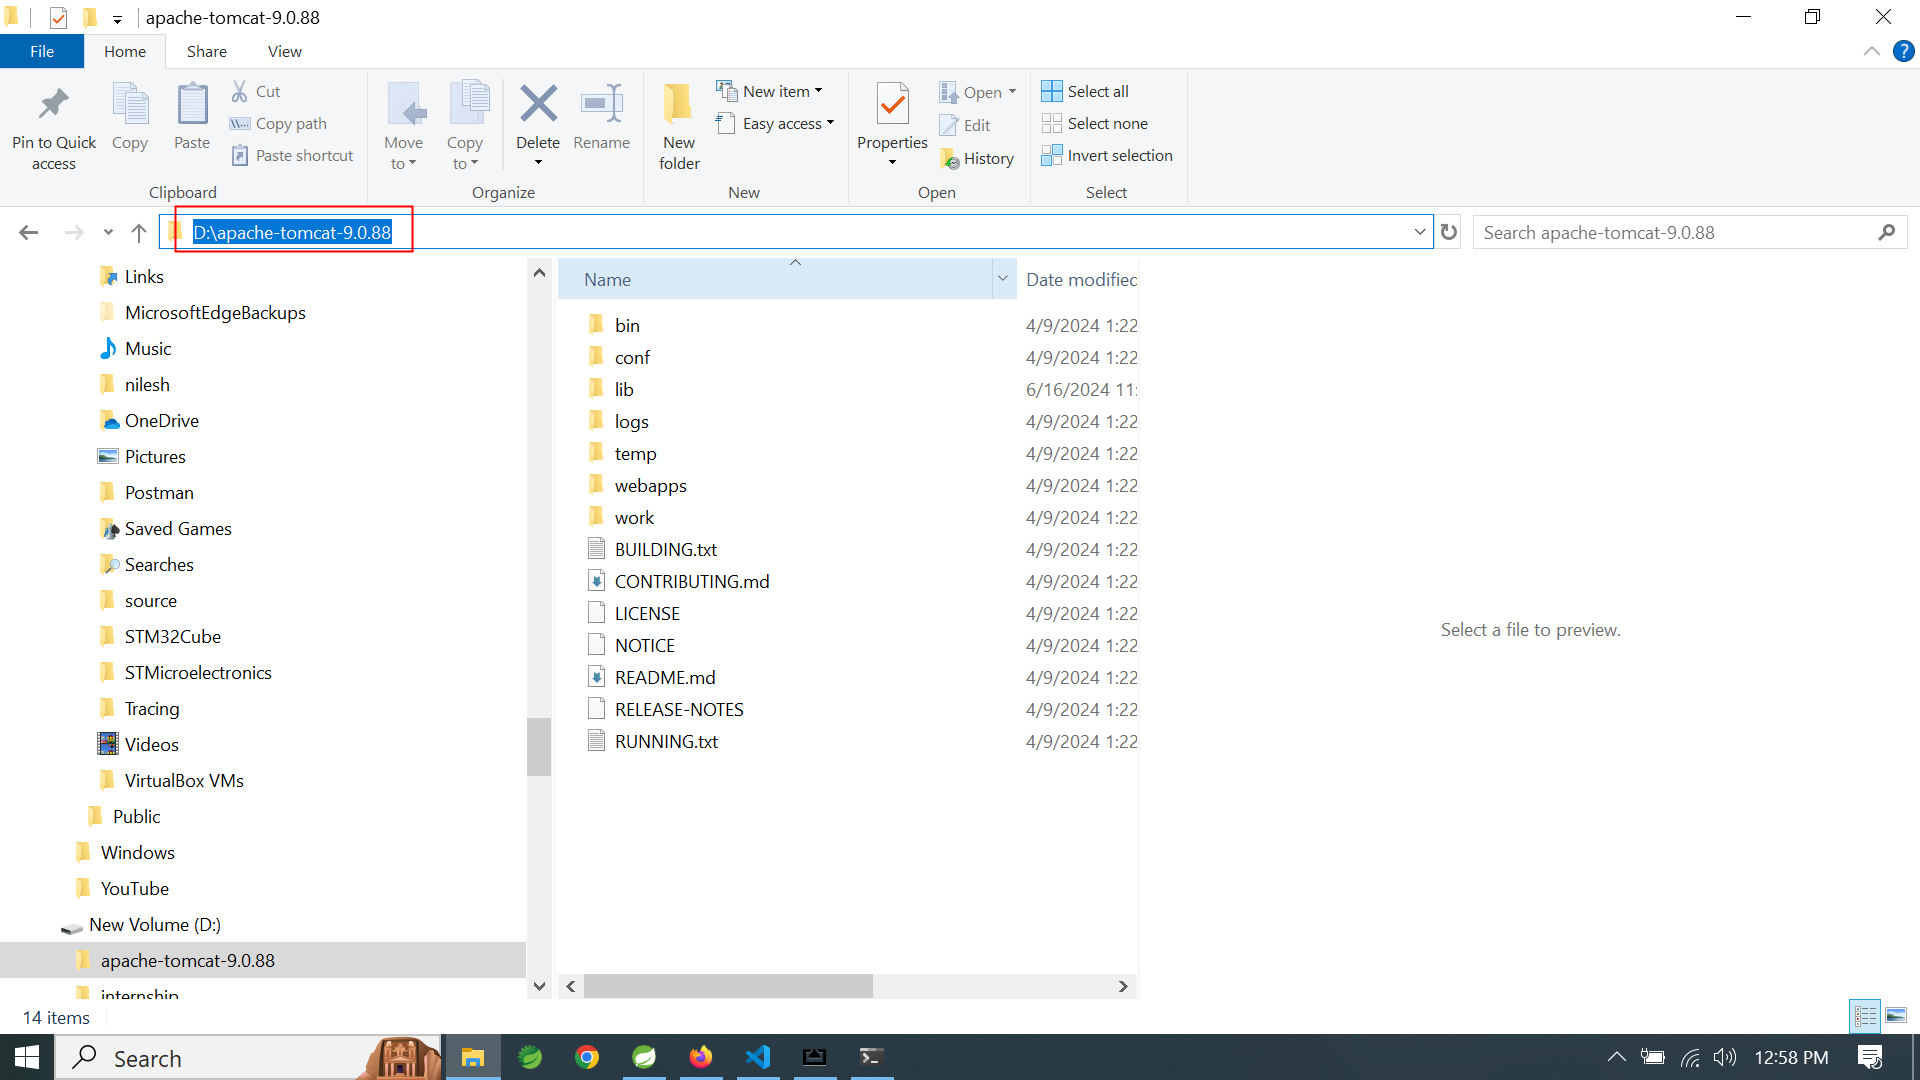 apache-tomcat-9.0.88
File Home Share View
Pin to Quick access
Copy
Paste
Cut
Copy path
Paste shortcut
Clipboard
Move to
Copy to
Delete
Rename
Organize
New folder
New item
Easy access
New
Properties
Open
Edit
History
Open
Select all
Select none
Invert selection
Select
D:\apache-tomcat-9.0.88
Search apache-tomcat-9.0.88
Links
MicrosoftEdgeBackups
Music
nilesh
OneDrive
Pictures
Postman
Saved Games
Searches
source
STM32Cube
STMicroelectronics
Tracing
Videos
VirtualBox VMs
Public
Windows
YouTube
New Volume (D:)
apache-tomcat-9.0.88
internship
Name Date modified
bin 4/9/2024 1:22
conf 4/9/2024 1:22
lib 6/16/2024 11:
logs 4/9/2024 1:22
temp 4/9/2024 1:22
webapps 4/9/2024 1:22
work 4/9/2024 1:22
BUILDING.txt 4/9/2024 1:22
CONTRIBUTING.md 4/9/2024 1:22
LICENSE 4/9/2024 1:22
NOTICE 4/9/2024 1:22
README.md 4/9/2024 1:22
RELEASE-NOTES 4/9/2024 1:22
RUNNING.txt 4/9/2024 1:22
Select a file to preview.
14 items
Search
12:58 PM